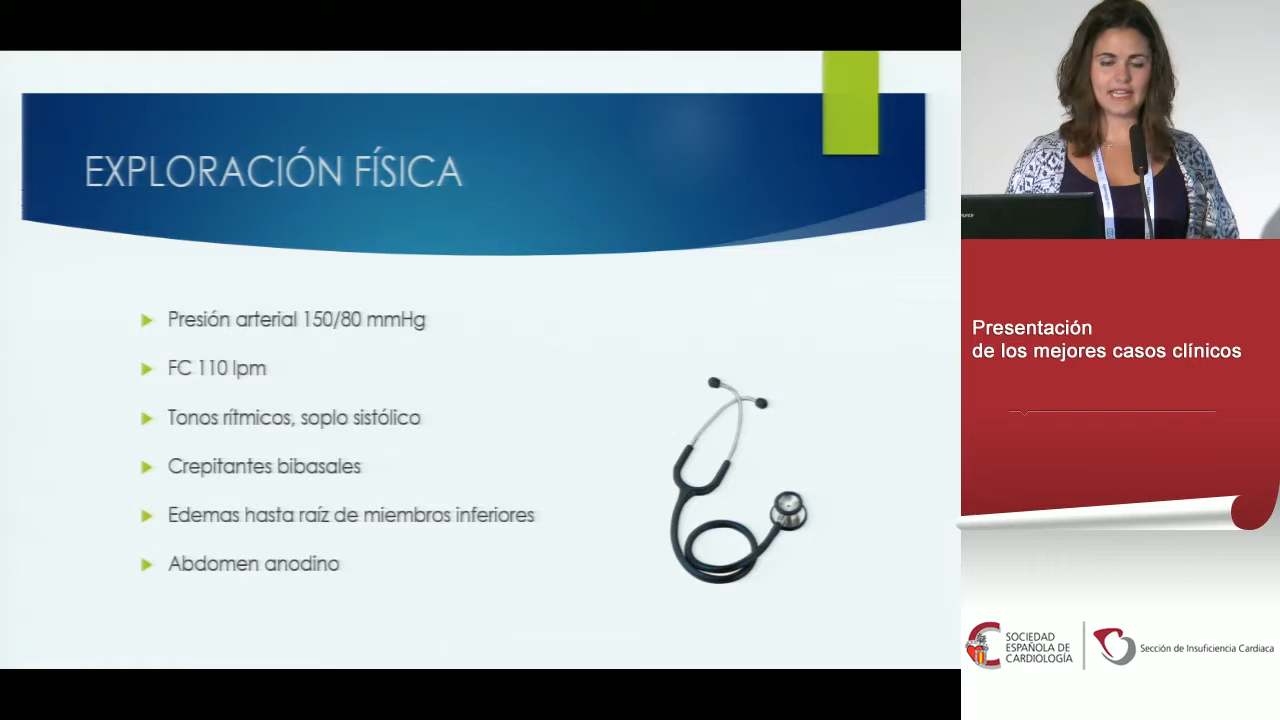 EXPLORACIÓN FÍSICA
Presión arterial 150/80 mmHg
FC 110 lpm
Tonos rítmicos, soplo sistólico
Crepitantes bibasales
Edemas hasta raíz de miembros inferiores
Abdomen anodino
Presentación
de los mejores casos clínicos
SOCIEDAD
ESPAÑOLA DE
CARDIOLOGÍA
Sección de Insuficiencia Cardiaca